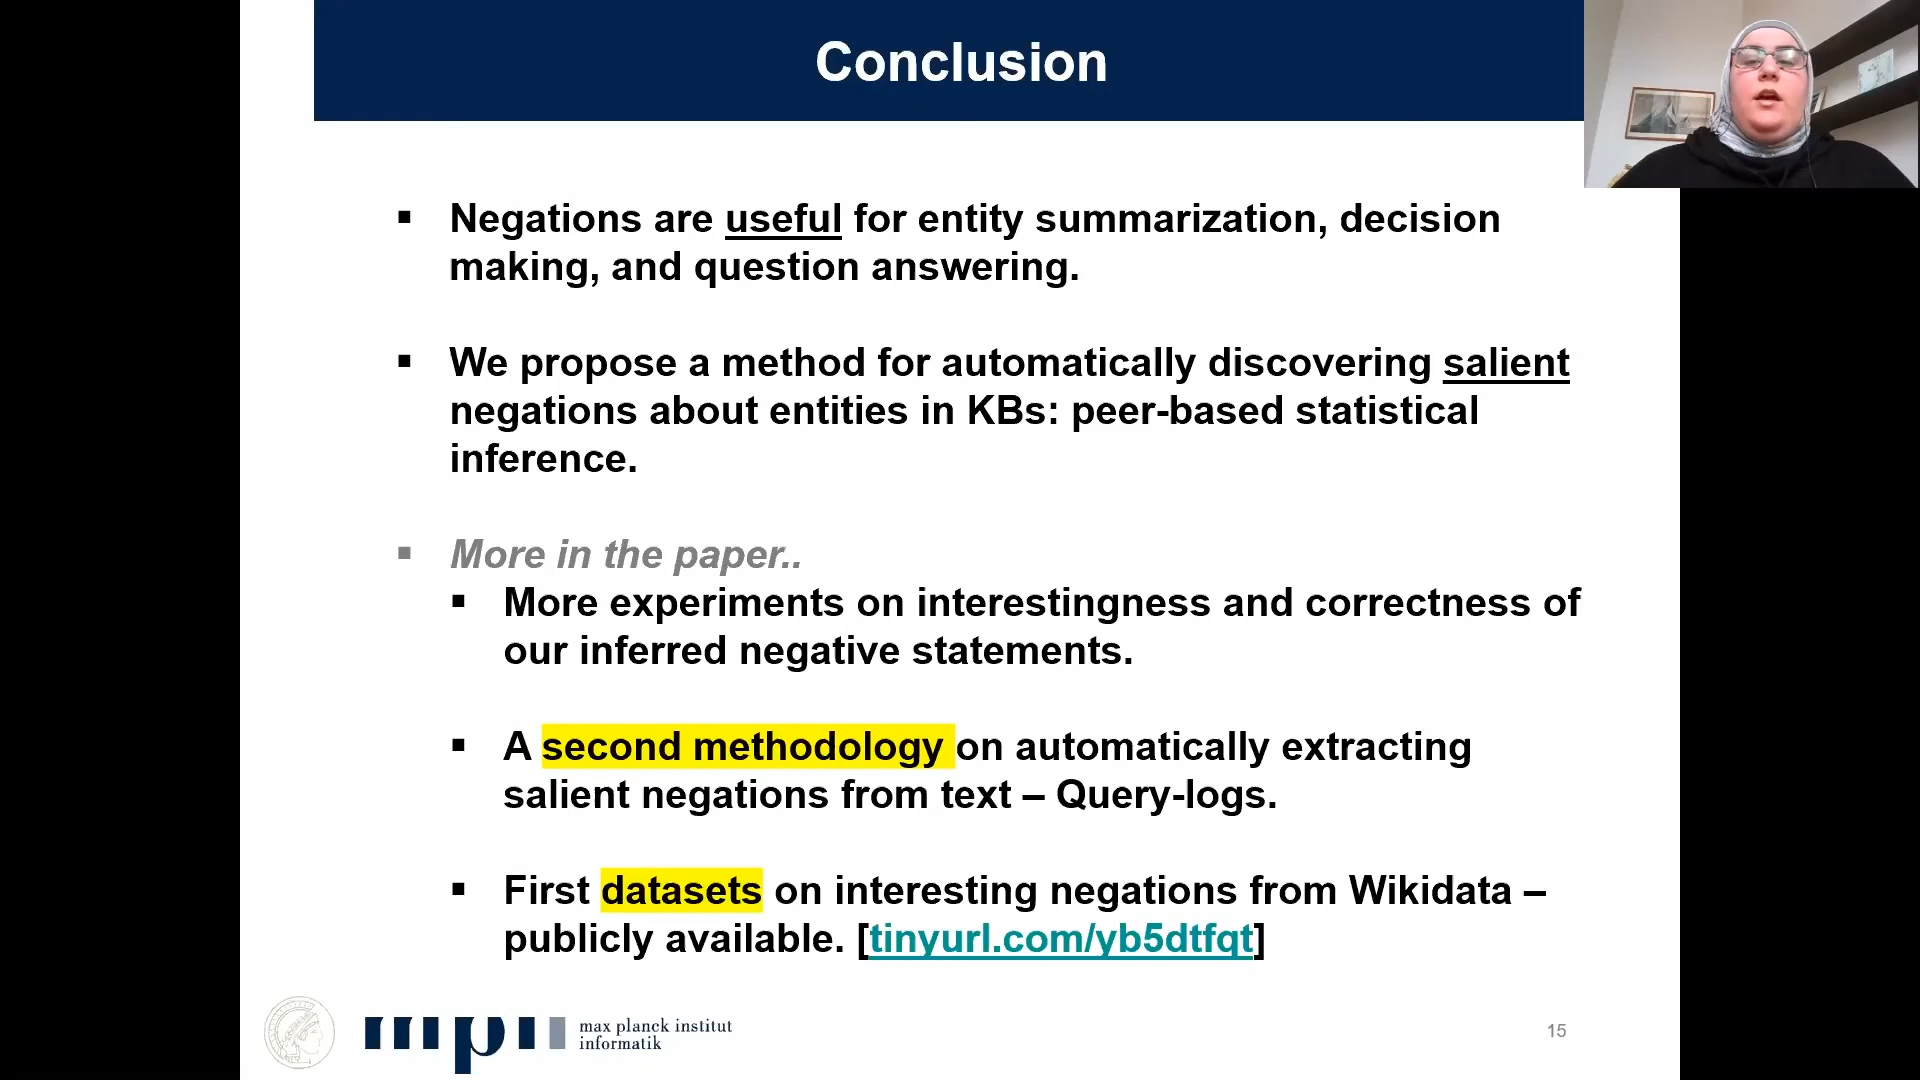 Conclusion
▪ Negations are useful for entity summarization, decision
making, and question answering.
▪ We propose a method for automatically discovering salient
negations about entities in KBs: peer-based statistical
inference.
▪ More in the paper..
▪ More experiments on interestingness and correctness of
our inferred negative statements.
▪ A second methodology on automatically extracting
salient negations from text – Query-logs.
▪ First datasets on interesting negations from Wikidata –
publicly available. [tinyurl.com/yb5dtfqt]
mpii max planck institut
informatik
15